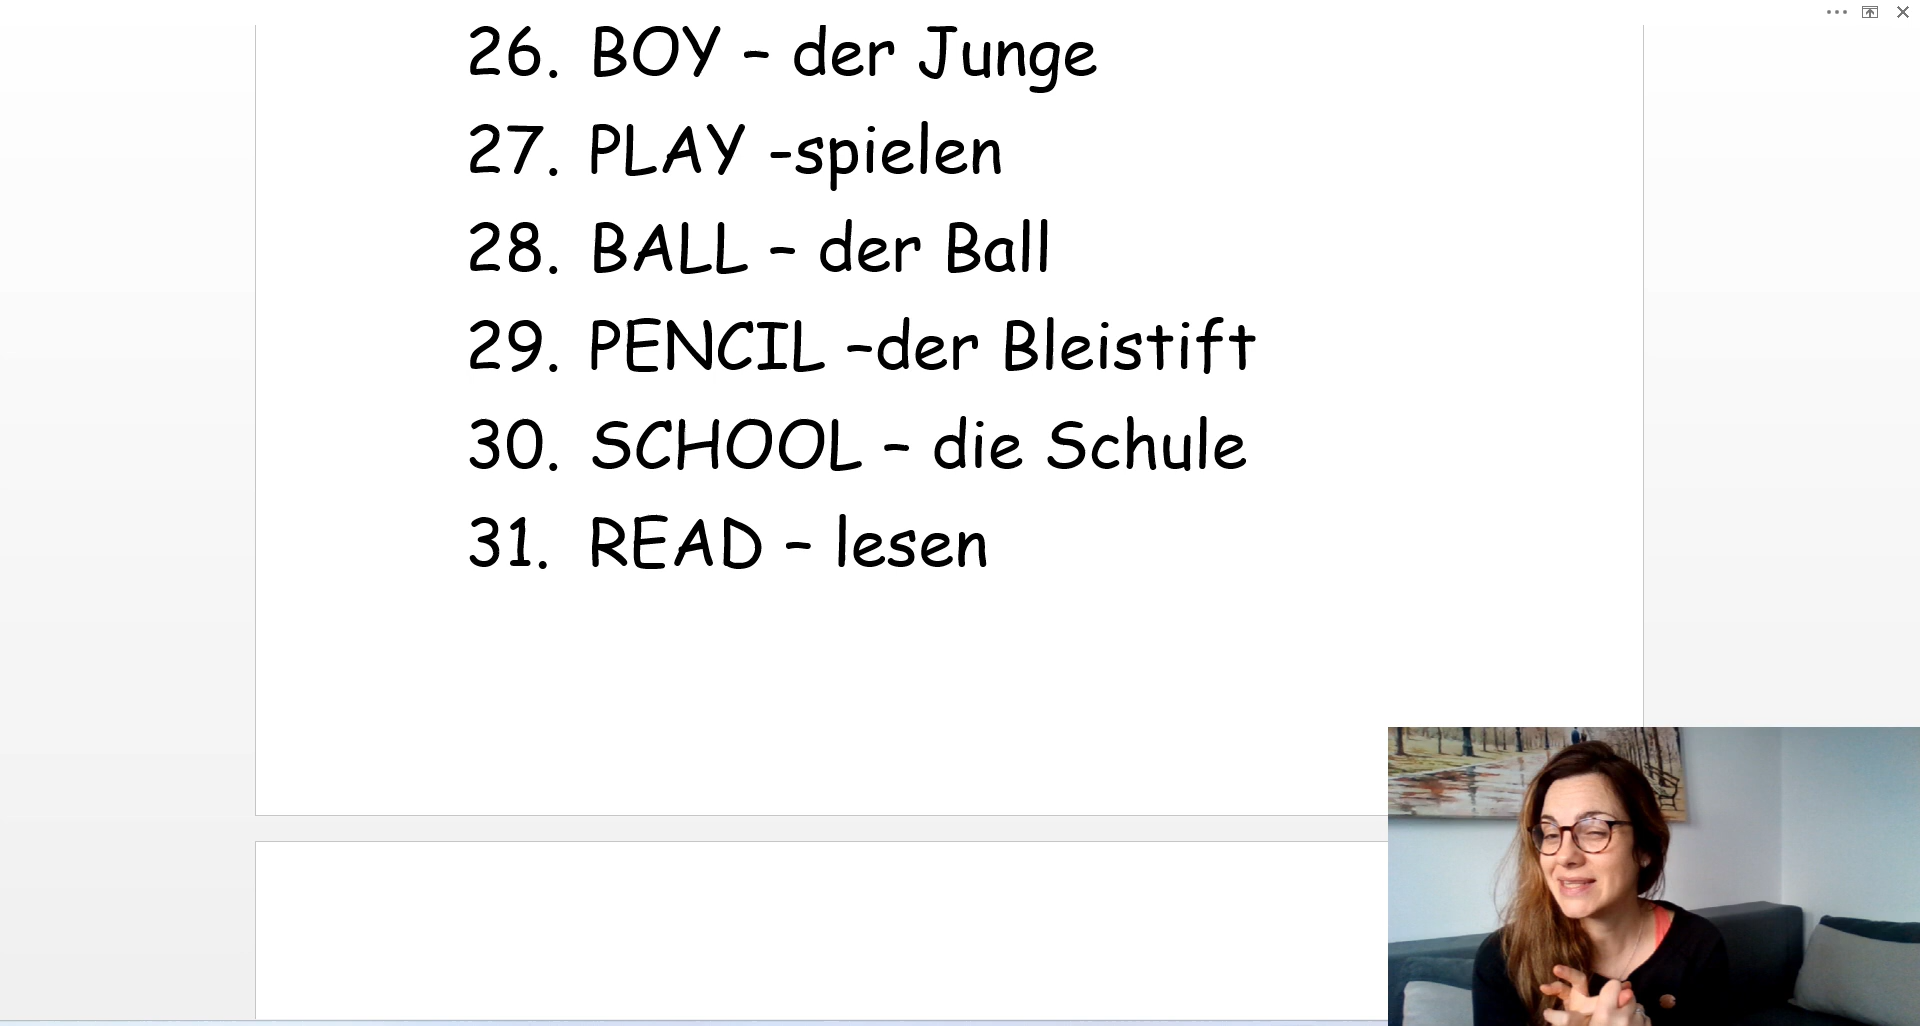 26. BOY – der Junge
27. PLAY -spielen
28. BALL – der Ball
29. PENCIL –der Bleistift
30. SCHOOL – die Schule
31. READ – lesen